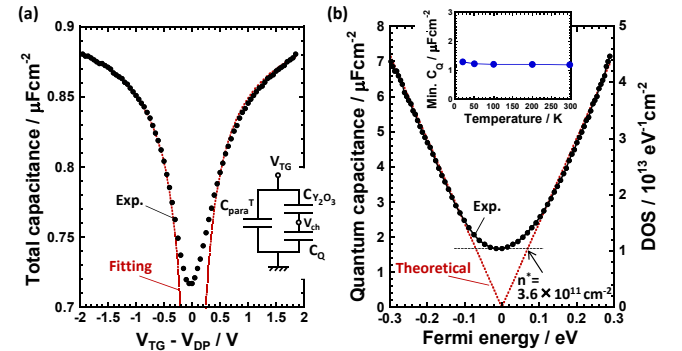 (a)
Total capacitance / μFcm⁻²
0.9
0.85
0.8
0.75
0.7
-2
-1.5
-1
-0.5
0
0.5
1
1.5
2
V_TG - V_DP / V
Exp.
Fitting
V_TG
C_para^T
C_Y₂O₃
V_ch
C_Q
(b)
Quantum capacitance / μFcm⁻²
8
7
6
5
4
3
2
1
0
-0.3
-0.2
-0.1
0
0.1
0.2
0.3
Fermi energy / eV
DOS / 10¹³ eV⁻¹cm⁻²
5
4
3
2
1
0
Min. C_Q / μFcm⁻²
3
2
1
0
0
50
100
150
200
250
300
Temperature / K
Exp.
Theoretical
n*=
3.6 × 10¹¹ cm⁻²